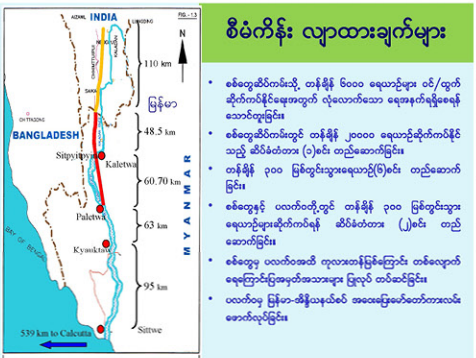 FIG.-1.3
AIZAWL
INDIA
N
110 km
မြန်မာ
48.5 km
BANGLADESH
Kaletwa
60.70 km
Paletwa
63 km
MYANMAR
BAY OF BENGAL
95 km
Sittwe
539 km to Calcutta
စီမံကိန်း လျာထားချက်များ
စစ်တွေဆိပ်ကမ်းသို့ တန်ချိန် ၆၀၀၀ ရေယာဉ်များ ဝင်/ထွက်
ဆိုက်ကပ်နိုင်ရေးအတွက် လုံလောက်သော ရေအနက်ရရှိစေရန်
သောင်တူးခြင်း။
စစ်တွေဆိပ်ကမ်းတွင် တန်ချိန် ၂၀၀၀၀ ရေယာဉ်ဆိုက်ကပ်နိုင်
သည့် ဆိပ်ခံတံတား (၁)စင်း တည်ဆောက်ခြင်း။
တန်ချိန် ၃၀၀ မြစ်တွင်းသွားရေယာဉ်(၆)စင်း တည်ဆောက်
ခြင်း။
စစ်တွေနှင့် ပလက်ဝတို့တွင် တန်ချိန် ၃၀၀ မြစ်တွင်းသွား
ရေယာဉ်များဆိုက်ကပ်ရန် ဆိပ်ခံတံတား (၂)စင်း တည်
ဆောက်ခြင်း။
စစ်တွေမှ ပလက်ဝအထိ ကုလားတန်မြစ်ကြောင်း တစ်လျှောက်
ရေကြောင်းပြအမှတ်အသားများ ပြုလုပ် တပ်ဆင်ခြင်း။
ပလက်ဝမှ မြန်မာ-အိန္ဒိယနယ်စပ် အဝေးပြေးမော်တော်ကားလမ်း
ဖောက်လုပ်ခြင်း။